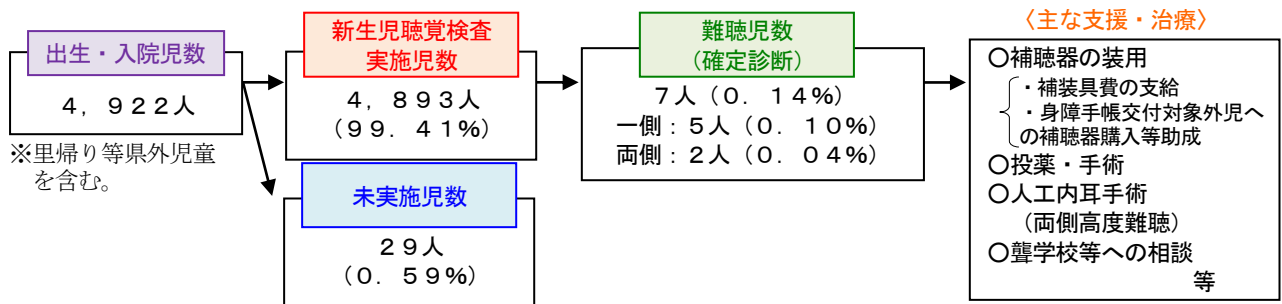 出生・入院児数
４，９２２人
※里帰り等県外児童
を含む。
新生児聴覚検査
実施児数
４，８９３人
（９９．４１%）
未実施児数
２９人
（０．５９%）
難聴児数
（確定診断）
７人（０．１４%）
一側：５人（０．１０%）
両側：２人（０．０４%）
〈主な支援・治療〉
○補聴器の装用
・補装具費の支給
・身障手帳交付対象外児へ
の補聴器購入等助成
○投薬・手術
○人工内耳手術
（両側高度難聴）
○聾学校等への相談
等